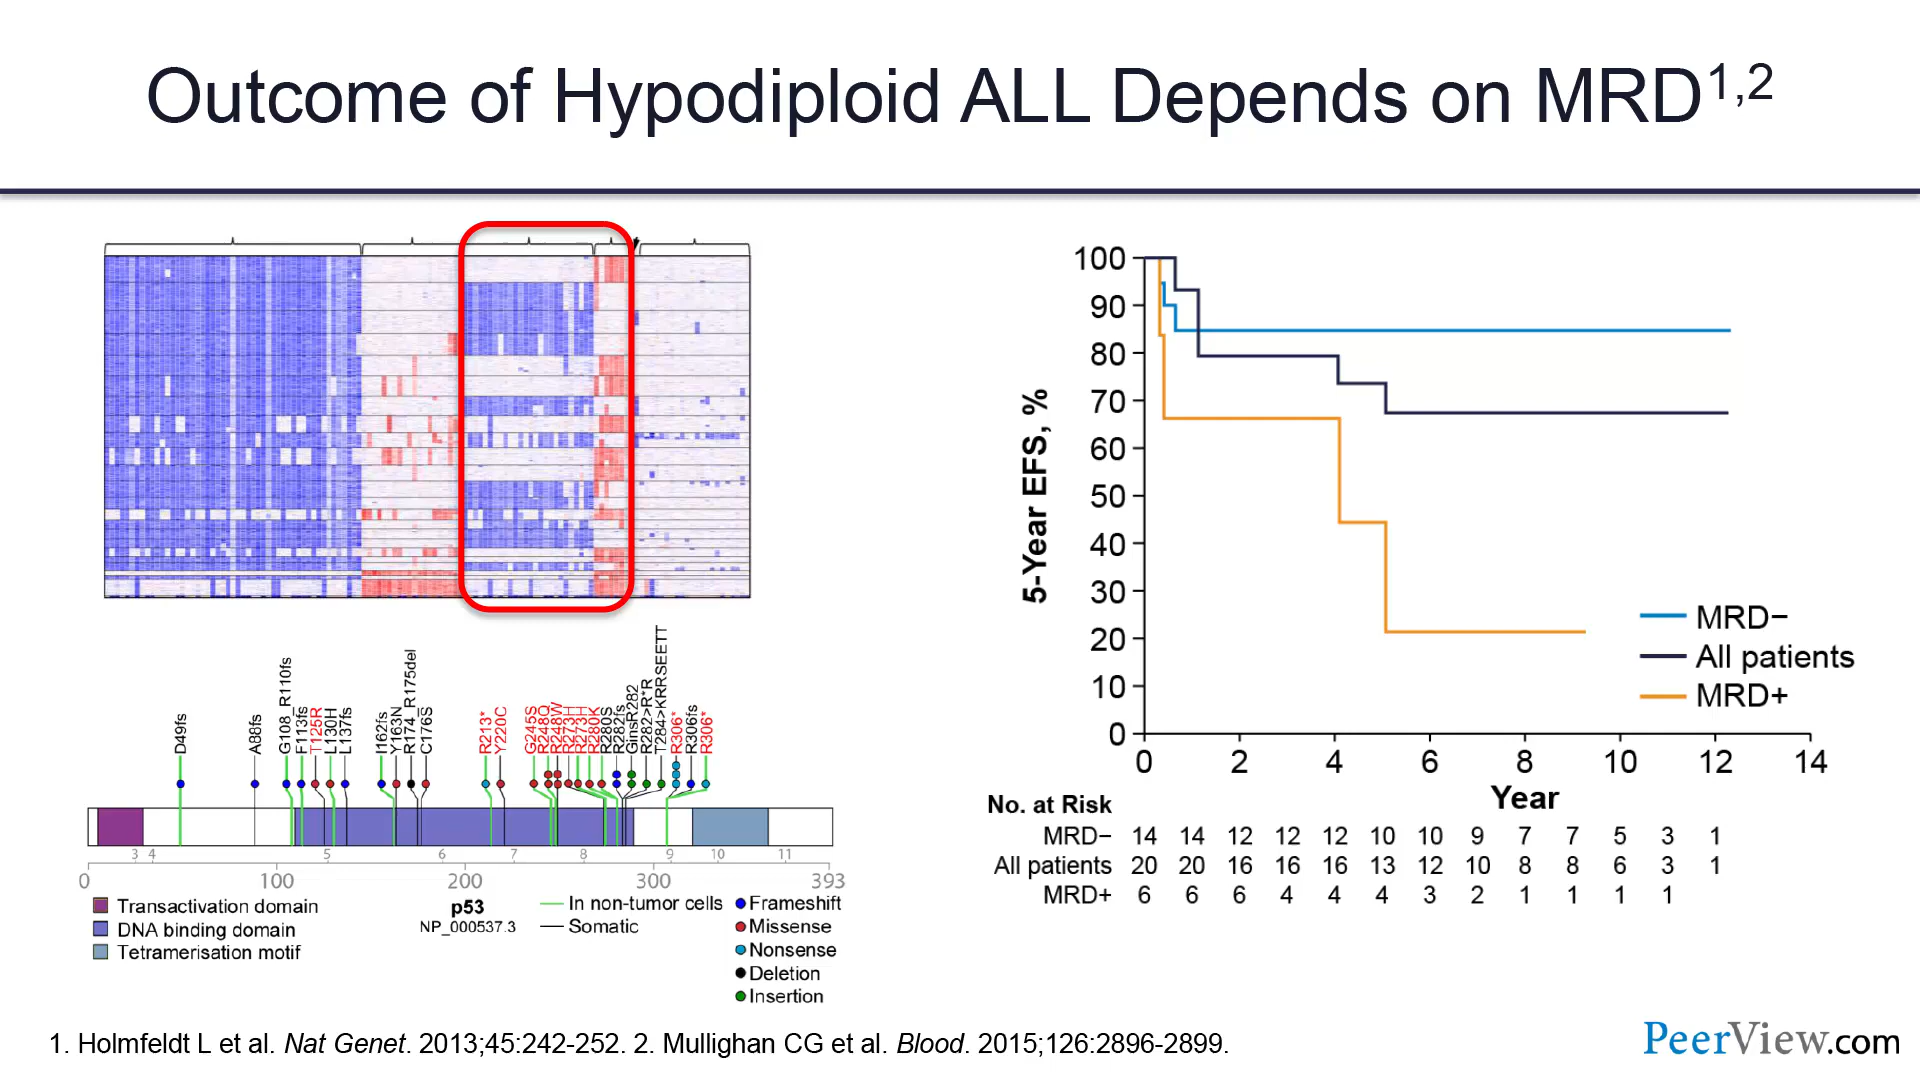 Outcome of Hypodiploid ALL Depends on MRD1,2
D49fs
A88fs
G108_R110fs
F113fs
T125R
L130H
L137fs
I162fs
Y163N
R174_R175del
C176S
R213*
Y220C
G245S
R248Q
R248W
R273H
R273H
R280K
R280S
R282fs
GinsR282
R282>R*R
T284>KRRSEETT
R306*
R306fs
R306*
3 4 5 6 7 8 9 10 11
0 100 200 300 393
Transactivation domain
DNA binding domain
Tetramerisation motif
p53
NP_000537.3
In non-tumor cells
Somatic
Frameshift
Missense
Nonsense
Deletion
Insertion
5-Year EFS, %
100
90
80
70
60
50
40
30
20
10
0
0 2 4 6 8 10 12 14
Year
MRD−
All patients
MRD+
No. at Risk
MRD− 14 14 12 12 12 10 10 9 7 7 5 3 1
All patients 20 20 16 16 16 13 12 10 8 8 6 3 1
MRD+ 6 6 6 4 4 4 3 2 1 1 1 1
1. Holmfeldt L et al. Nat Genet. 2013;45:242-252. 2. Mullighan CG et al. Blood. 2015;126:2896-2899.
PeerView.com